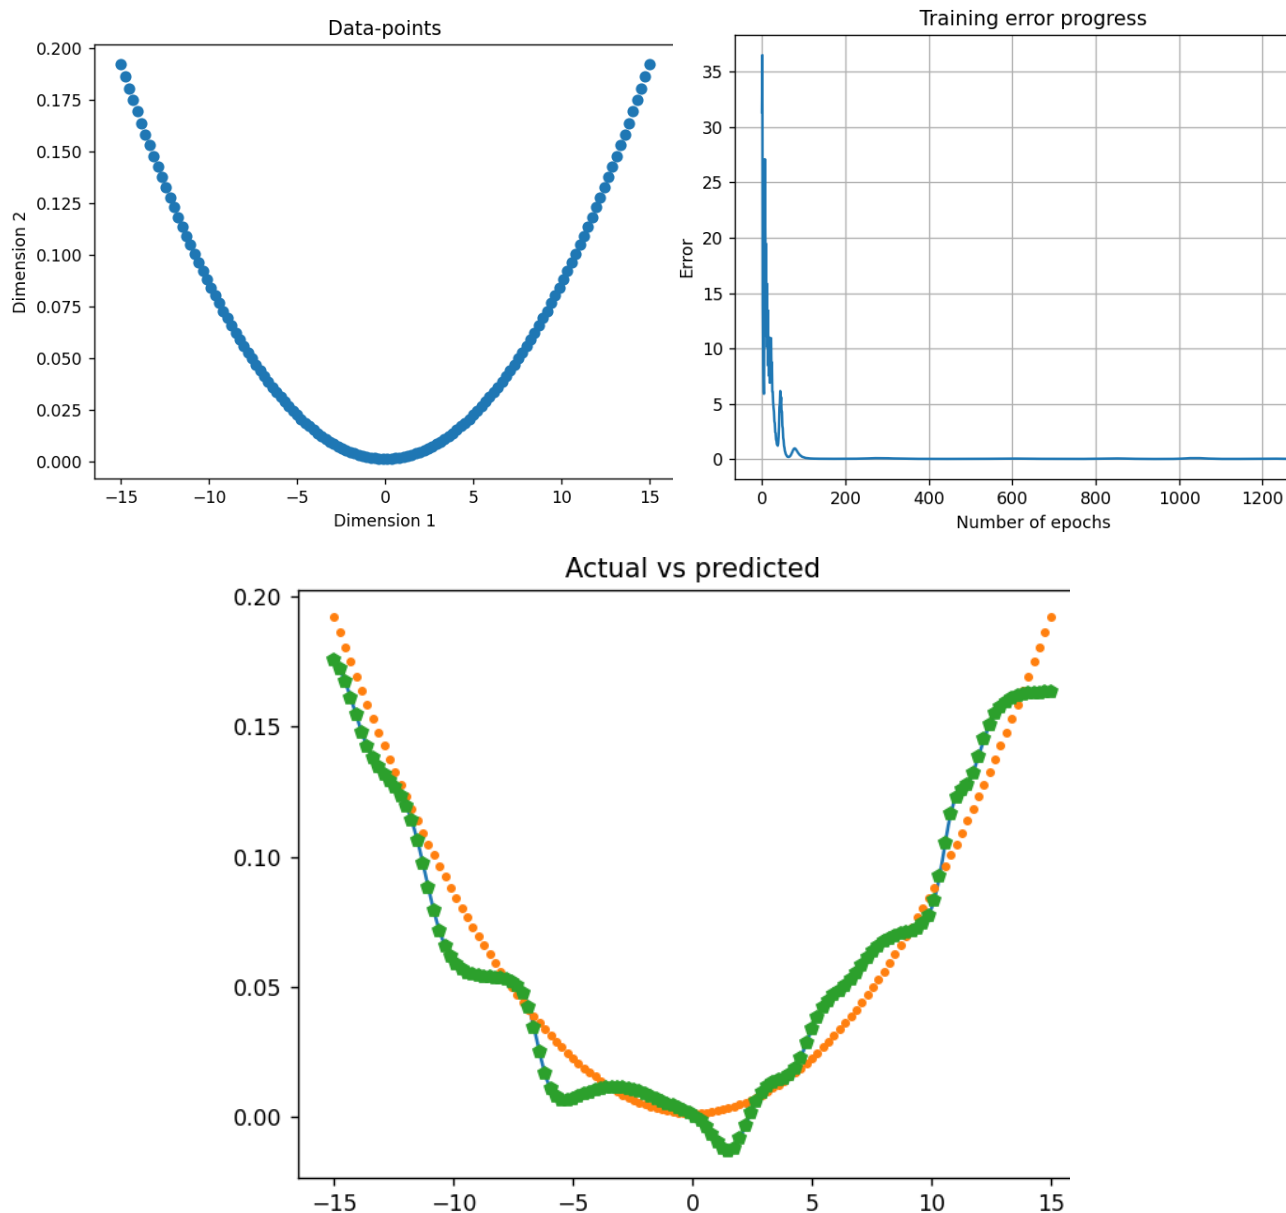 Data-points
0.200
0.175
0.150
0.125
0.100
0.075
0.050
0.025
0.000
Dimension 2
−15 −10 −5 0 5 10 15
Dimension 1
Training error progress
35
30
25
20
15
10
5
0
Error
0 200 400 600 800 1000 1200
Number of epochs
Actual vs predicted
0.20
0.15
0.10
0.05
0.00
−15 −10 −5 0 5 10 15